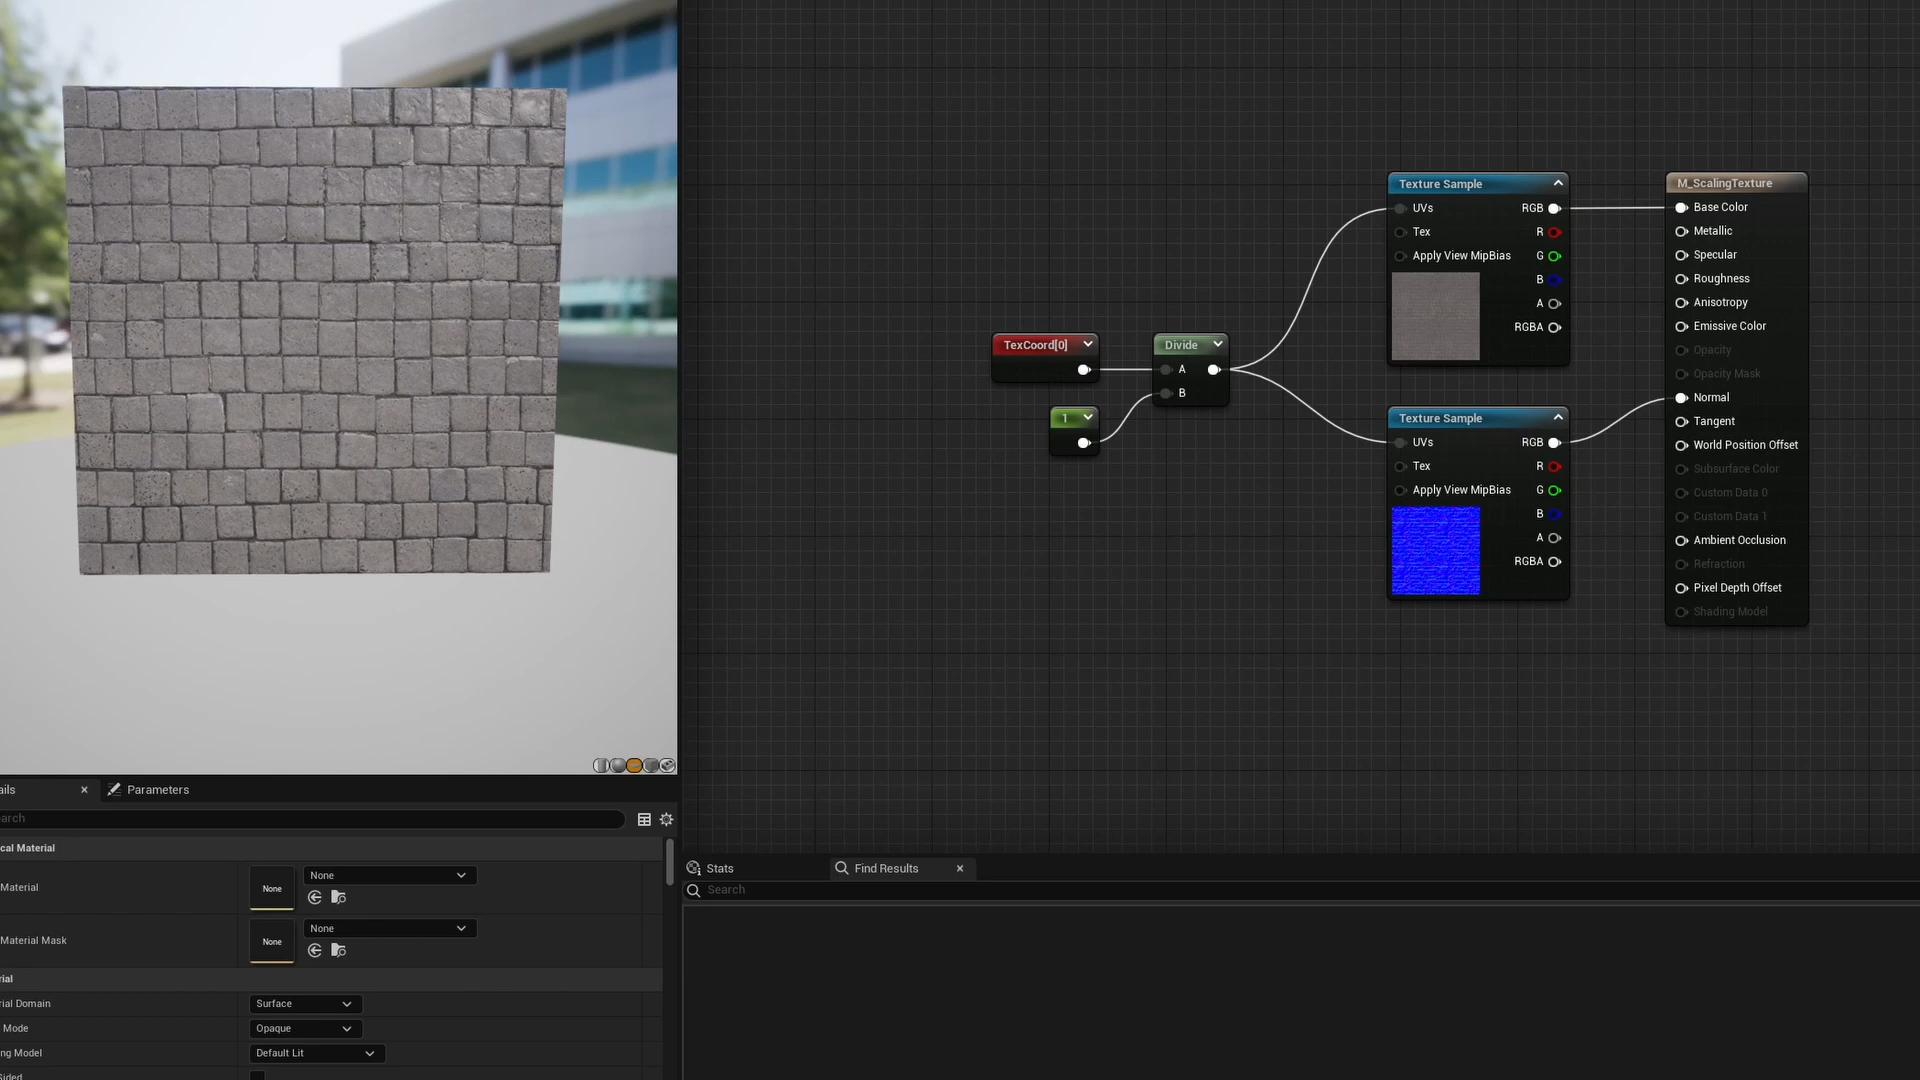 TexCoord[0]
1
Divide
A
B
Texture Sample
UVs
RGB
Tex
R
Apply View MipBias
G
B
A
RGBA
Texture Sample
UVs
RGB
Tex
R
Apply View MipBias
G
B
A
RGBA
M_ScalingTexture
Base Color
Metallic
Specular
Roughness
Anisotropy
Emissive Color
Opacity
Opacity Mask
Normal
Tangent
World Position Offset
Subsurface Color
Custom Data 0
Custom Data 1
Ambient Occlusion
Refraction
Pixel Depth Offset
Shading Model
ails
Parameters
earch
cal Material
Material
None
None
Material Mask
None
None
rial
rial Domain
Surface
Mode
Opaque
ng Model
Default Lit
Sided
Stats
Find Results
Search